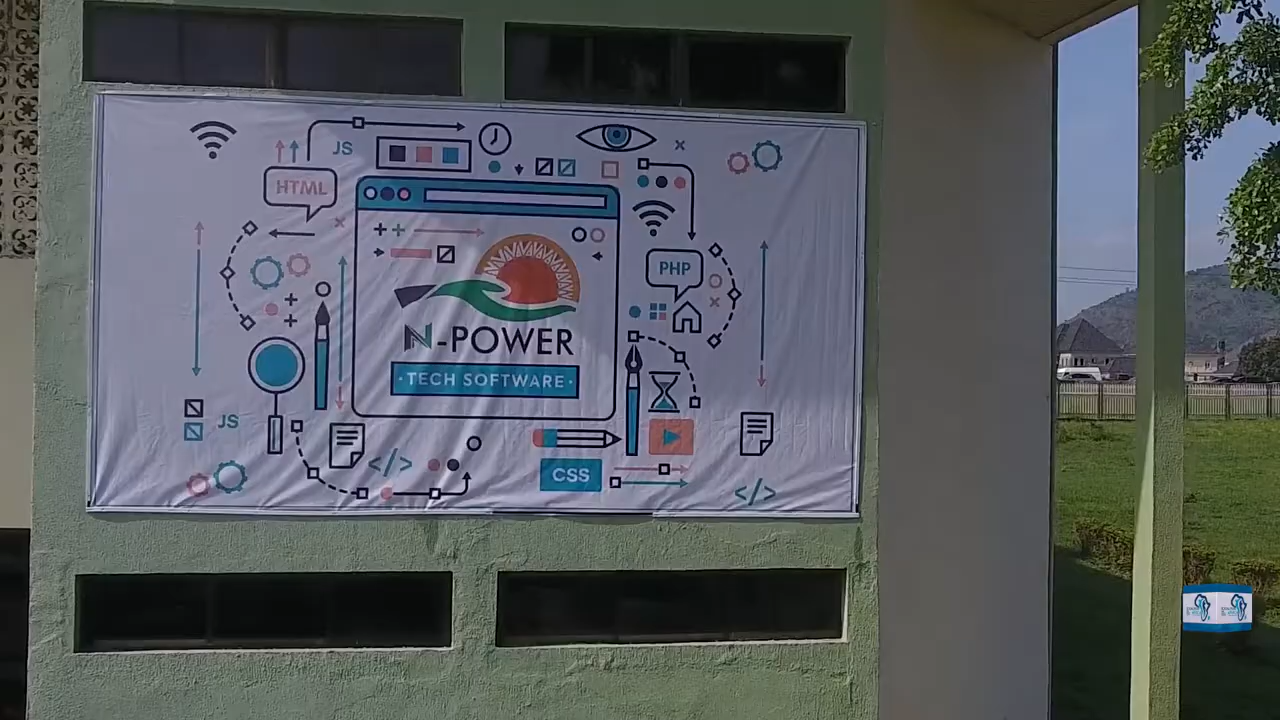 JS
HTML
PHP
N-POWER
· TECH SOFTWARE ·
JS
</>
CSS
</>